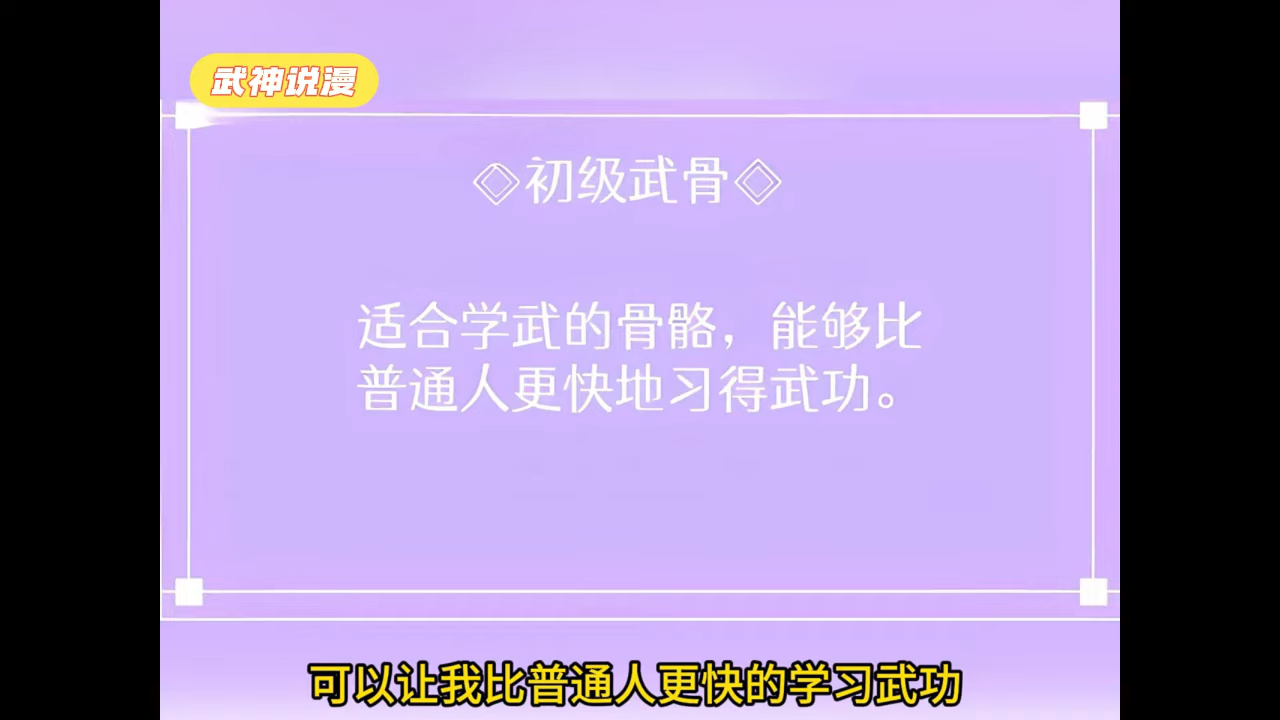 武神说漫
◇初级武骨◇
适合学武的骨骼，能够比
普通人更快地习得武功。
可以让我比普通人更快的学习武功